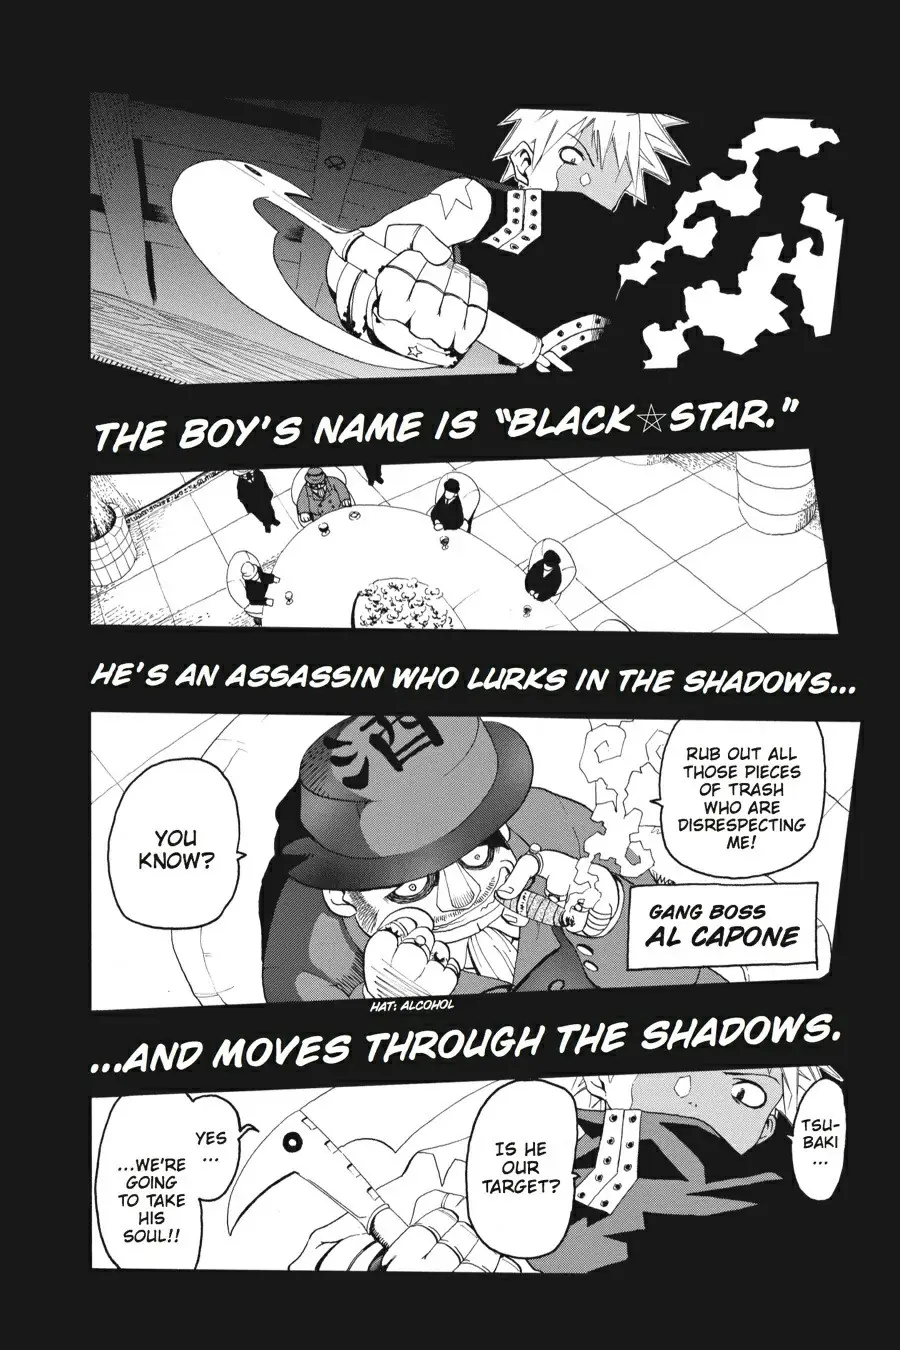 THE BOY'S NAME IS "BLACK☆STAR."
HE'S AN ASSASSIN WHO LURKS IN THE SHADOWS...
RUB OUT ALL
THOSE PIECES
OF TRASH
WHO ARE
DISRESPECTING
ME!
酒
YOU
KNOW?
GANG BOSS
AL CAPONE
HAT: ALCOHOL
...AND MOVES THROUGH THE SHADOWS.
TSU-
BAKI
...
IS HE
OUR
TARGET?
YES
...
...WE'RE
GOING
TO TAKE
HIS
SOUL!!